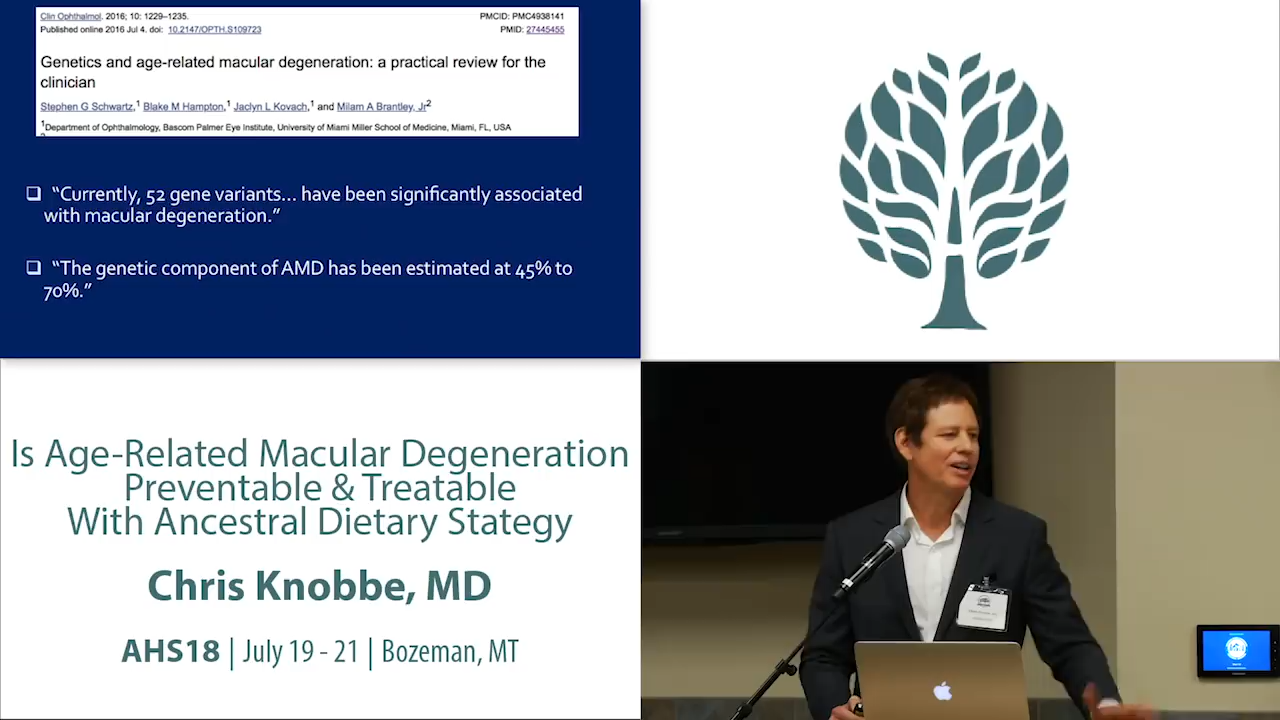 Clin Ophthalmol. 2016; 10: 1229–1235.
PMCID: PMC4938141
Published online 2016 Jul 4. doi: 10.2147/OPTH.S109723
PMID: 27445455
Genetics and age-related macular degeneration: a practical review for the
clinician
Stephen G Schwartz,1 Blake M Hampton,1 Jaclyn L Kovach,1 and Milam A Brantley, Jr2
1Department of Ophthalmology, Bascom Palmer Eye Institute, University of Miami Miller School of Medicine, Miami, FL, USA
“Currently, 52 gene variants... have been significantly associated
with macular degeneration.”
“The genetic component of AMD has been estimated at 45% to
70%.”
Is Age-Related Macular Degeneration
Preventable & Treatable
With Ancestral Dietary Stategy
Chris Knobbe, MD
AHS18 | July 19 - 21 | Bozeman, MT